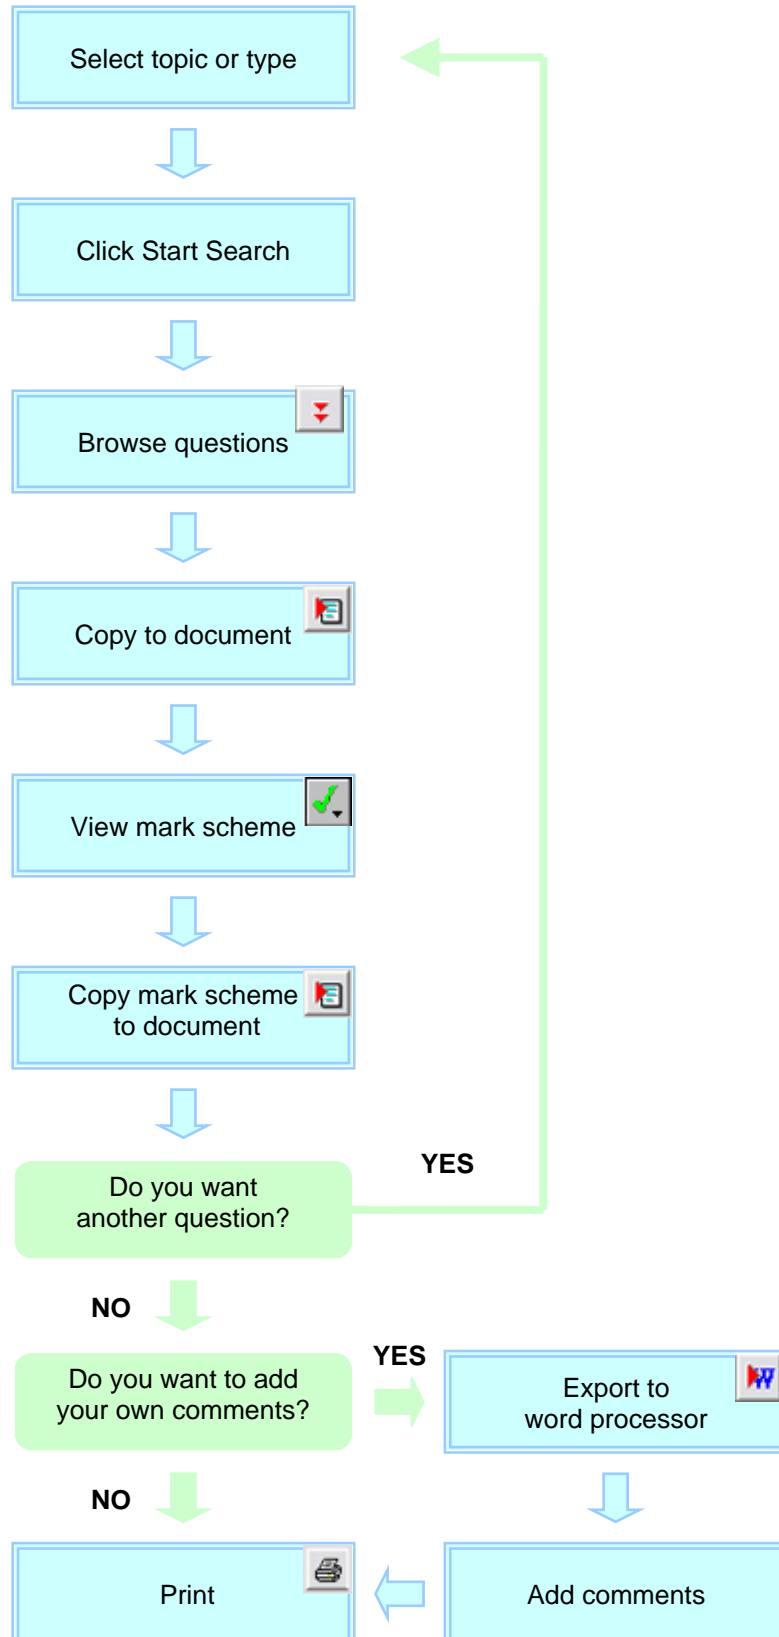 Select topic or type
Click Start Search
Browse questions
Copy to document
View mark scheme
Copy mark scheme
to document
YES
Do you want
another question?
NO
YES
Do you want to add
your own comments?
Export to
word processor
NO
Print
Add comments